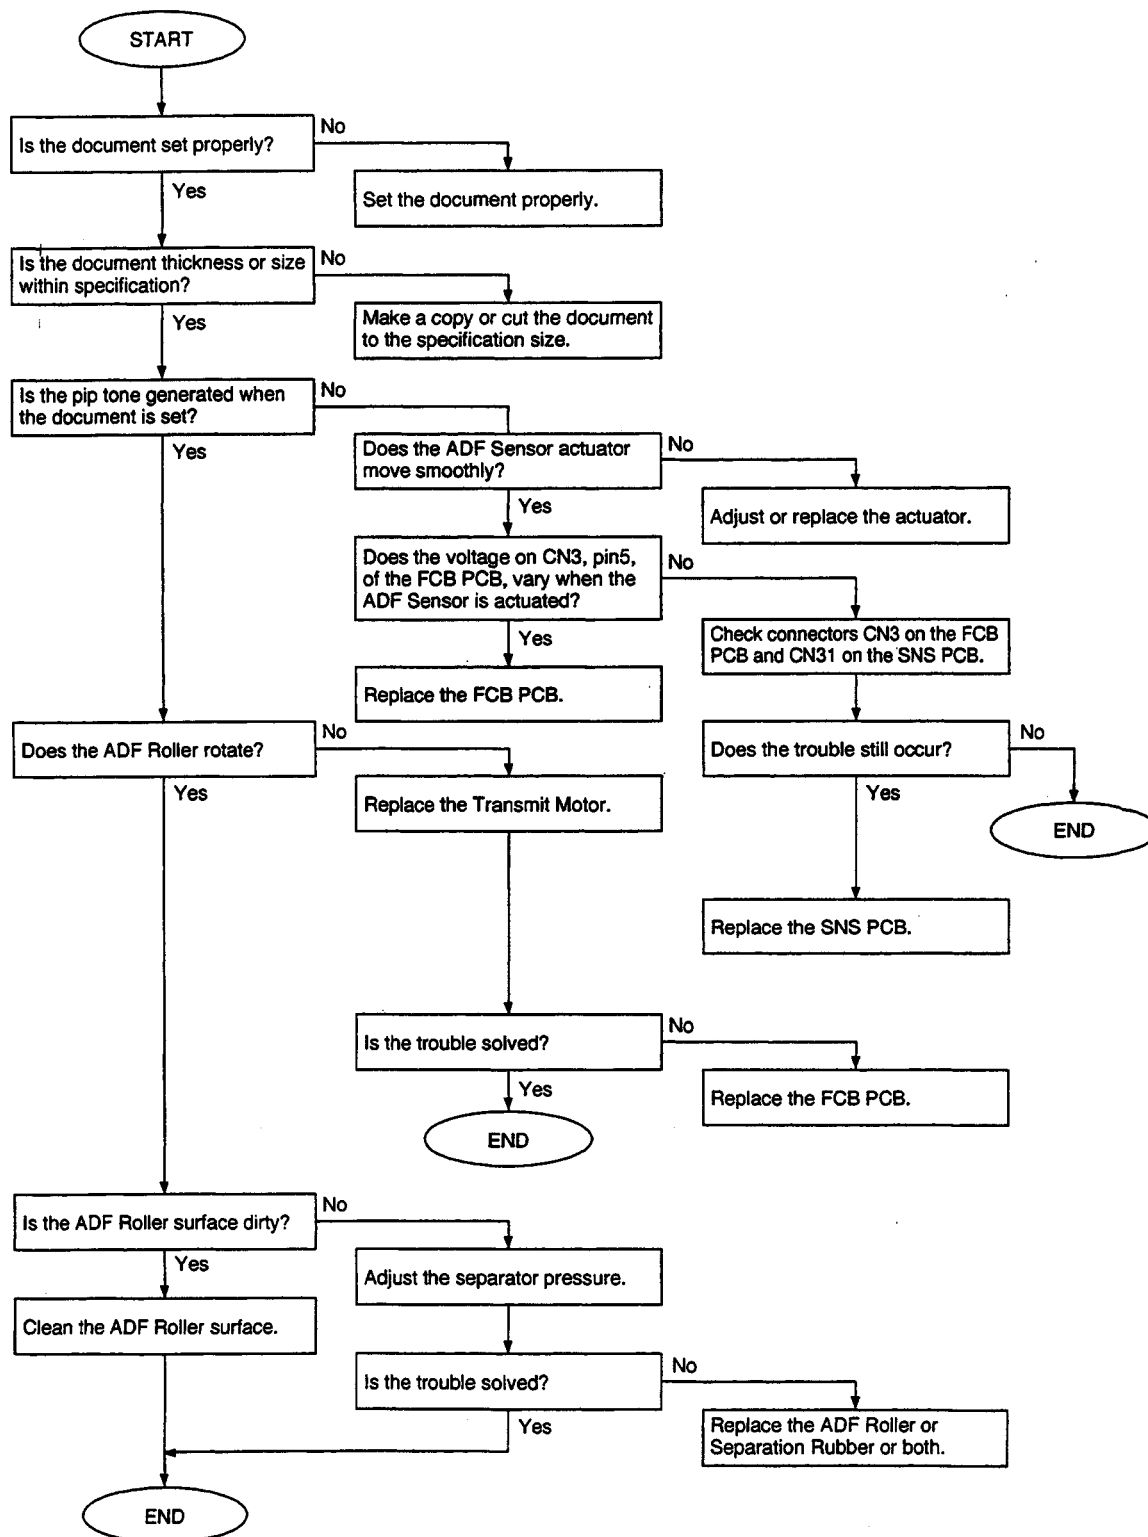 START
Is the document set properly?
No
Yes
Set the document properly.
Is the document thickness or size
within specification?
No
Yes
Make a copy or cut the document
to the specification size.
Is the pip tone generated when
the document is set?
No
Yes
Does the ADF Sensor actuator
move smoothly?
No
Yes
Adjust or replace the actuator.
Does the voltage on CN3, pin5,
of the FCB PCB, vary when the
ADF Sensor is actuated?
No
Yes
Check connectors CN3 on the FCB
PCB and CN31 on the SNS PCB.
Replace the FCB PCB.
Does the ADF Roller rotate?
No
Yes
Does the trouble still occur?
No
Yes
Replace the Transmit Motor.
END
Replace the SNS PCB.
Is the trouble solved?
No
Yes
Replace the FCB PCB.
END
Is the ADF Roller surface dirty?
No
Yes
Adjust the separator pressure.
Clean the ADF Roller surface.
Is the trouble solved?
No
Yes
Replace the ADF Roller or
Separation Rubber or both.
END